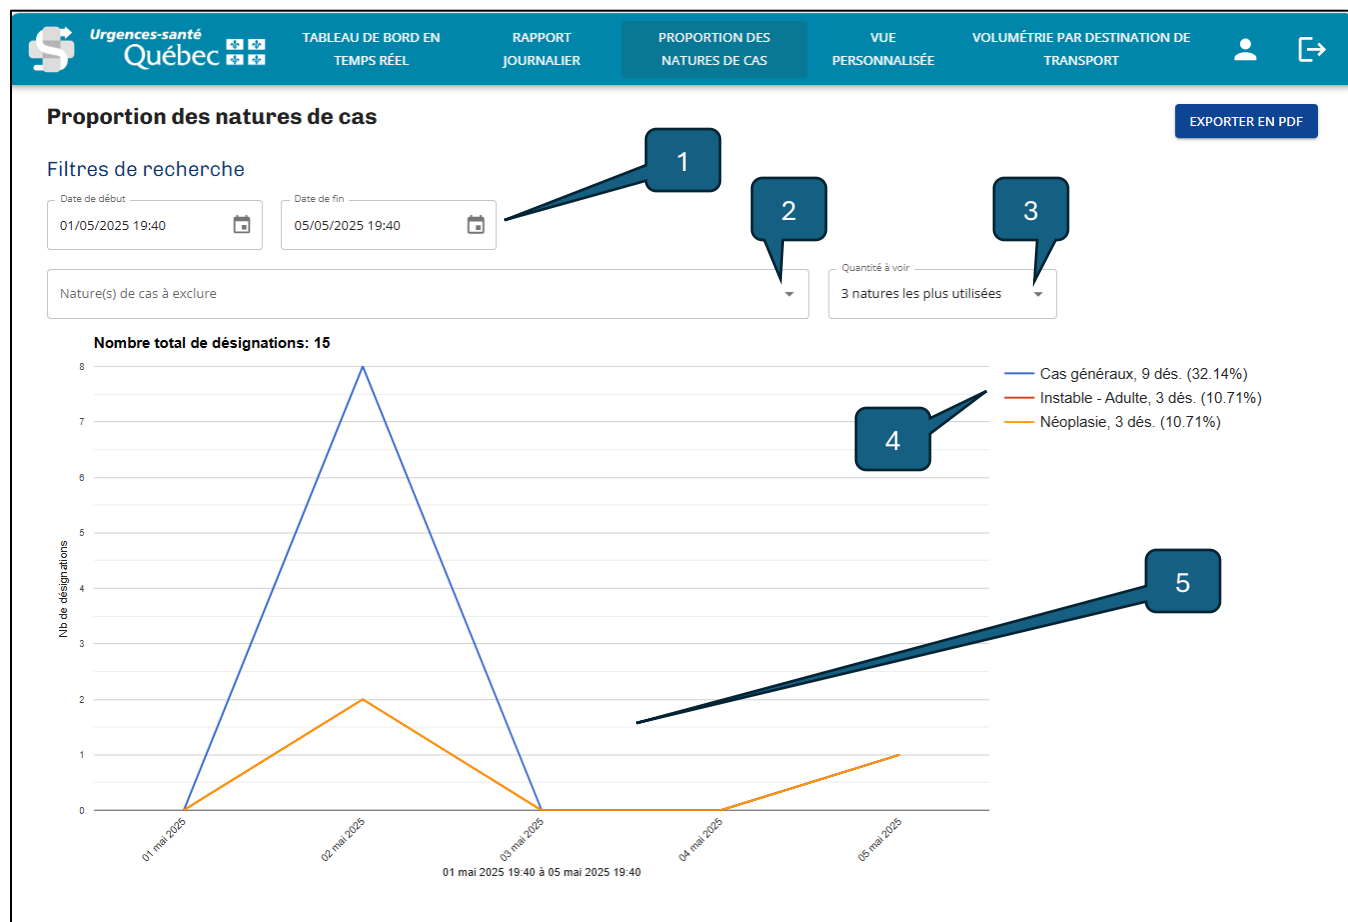 Urgences-santé
Québec
TABLEAU DE BORD EN
TEMPS RÉEL
RAPPORT
JOURNALIER
PROPORTION DES
NATURES DE CAS
VUE
PERSONNALISÉE
VOLUMÉTRIE PAR DESTINATION DE
TRANSPORT
Proportion des natures de cas
EXPORTER EN PDF
Filtres de recherche
1
Date de début
01/05/2025 19:40
Date de fin
05/05/2025 19:40
2
3
Nature(s) de cas à exclure
Quantité à voir
3 natures les plus utilisées
Nombre total de désignations: 15
Cas généraux, 9 dés. (32.14%)
Instable - Adulte, 3 dés. (10.71%)
Néoplasie, 3 dés. (10.71%)
4
5
Nb de désignations
8
7
6
5
4
3
2
1
0
01 mai 2025
02 mai 2025
03 mai 2025
04 mai 2025
05 mai 2025
01 mai 2025 19:40 à 05 mai 2025 19:40